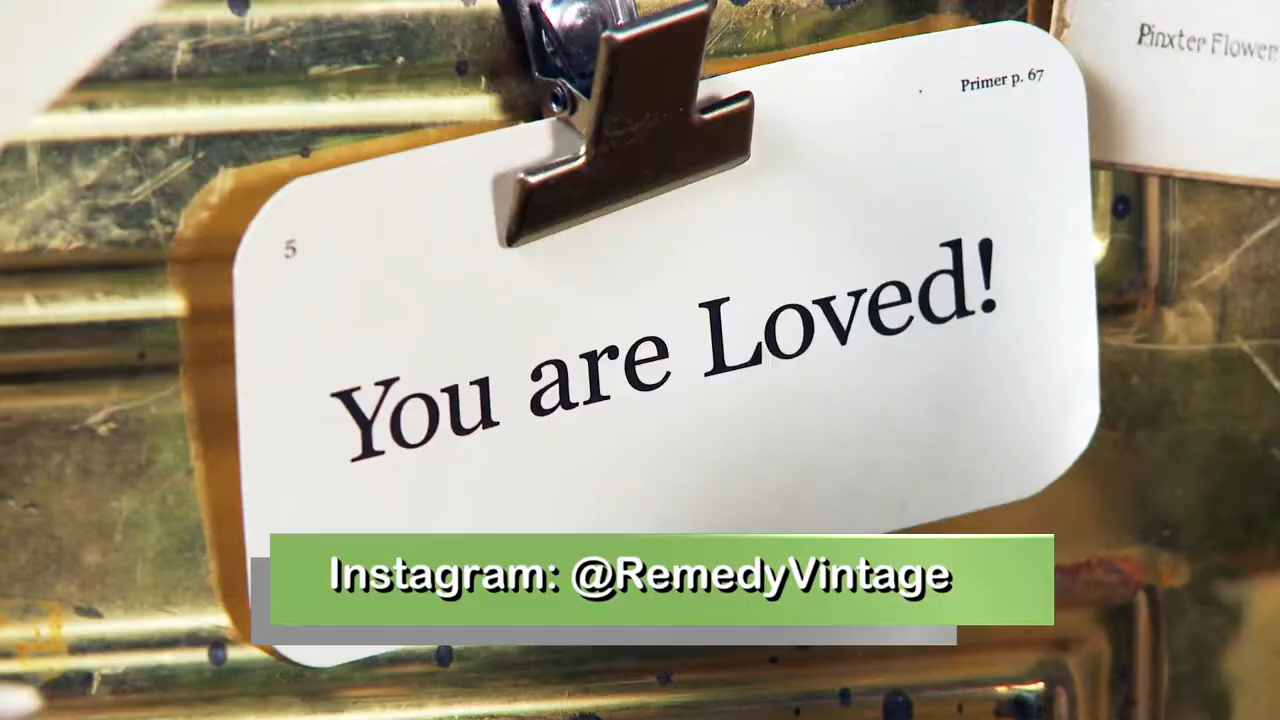 Pinxter Flower
Primer p. 67
5
You are Loved!
Instagram: @RemedyVintage